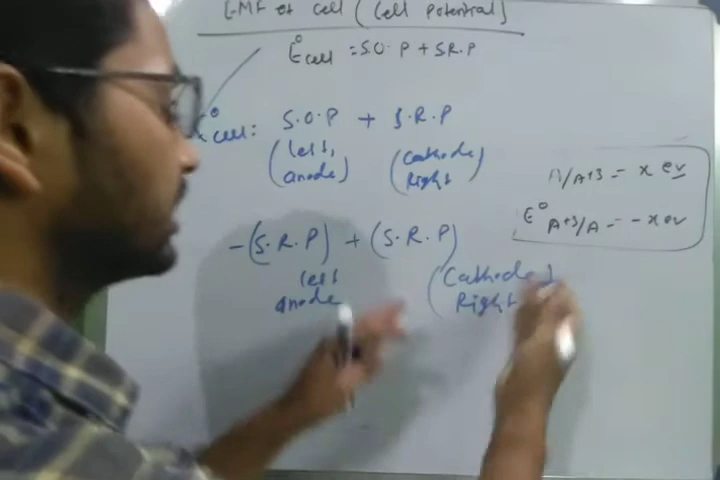 EMF of cell (Cell Potential)
E°cell = S.O.P + S.R.P
E°cell: S.O.P + S.R.P
(left, anode) (Cathode Right)
A/A+3 = x ev
E° A+3/A = -x ev
-(S.R.P) + (S.R.P)
left anode (Cathode) Right